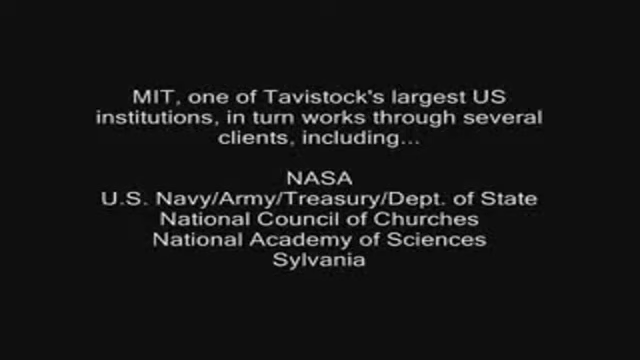 MIT, one of Tavistock's largest US
institutions, in turn works through several
clients, including...
NASA
U.S. Navy/Army/Treasury/Dept. of State
National Council of Churches
National Academy of Sciences
Sylvania